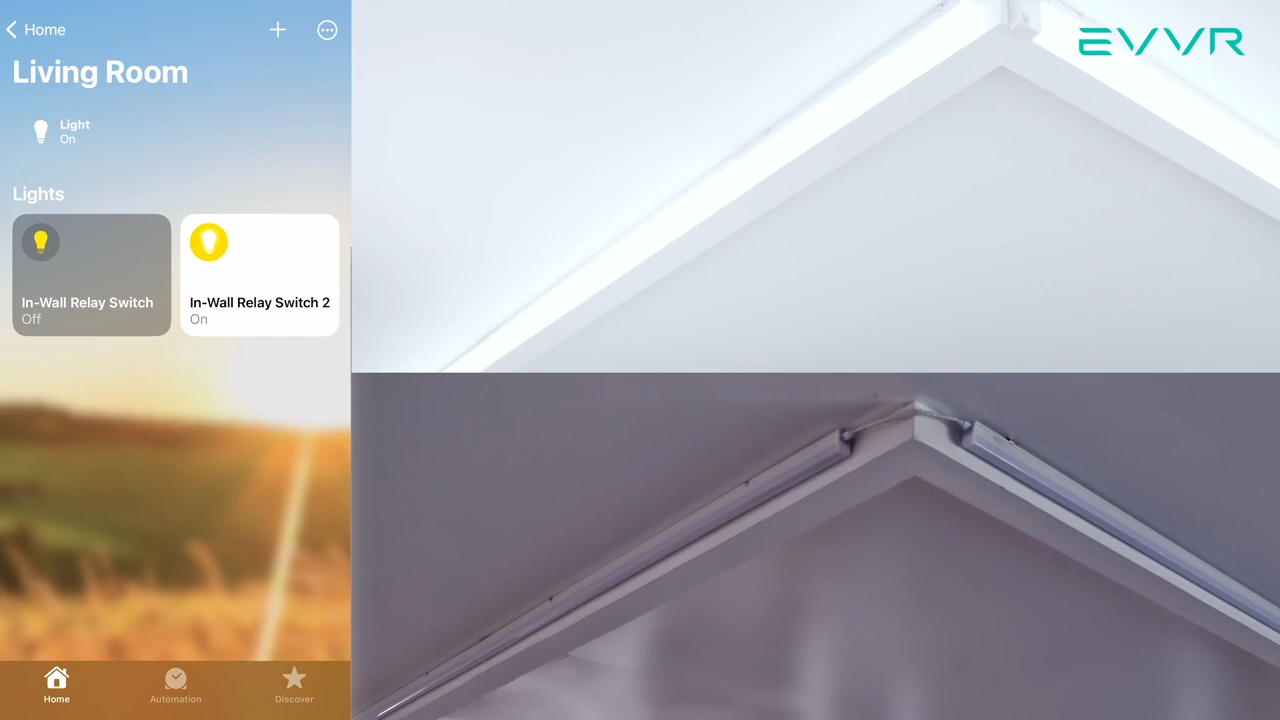 Home
Living Room
Light
On
Lights
In-Wall Relay Switch
Off
In-Wall Relay Switch 2
On
Home
Automation
Discover
EVVR